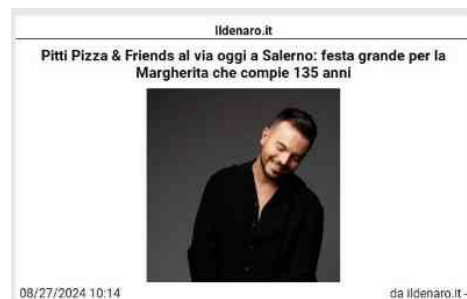 Ildenaro.it
Pitti Pizza & Friends al via oggi a Salerno: festa grande per la
Margherita che compie 135 anni
08/27/2024 10:14
da ildenaro.it -